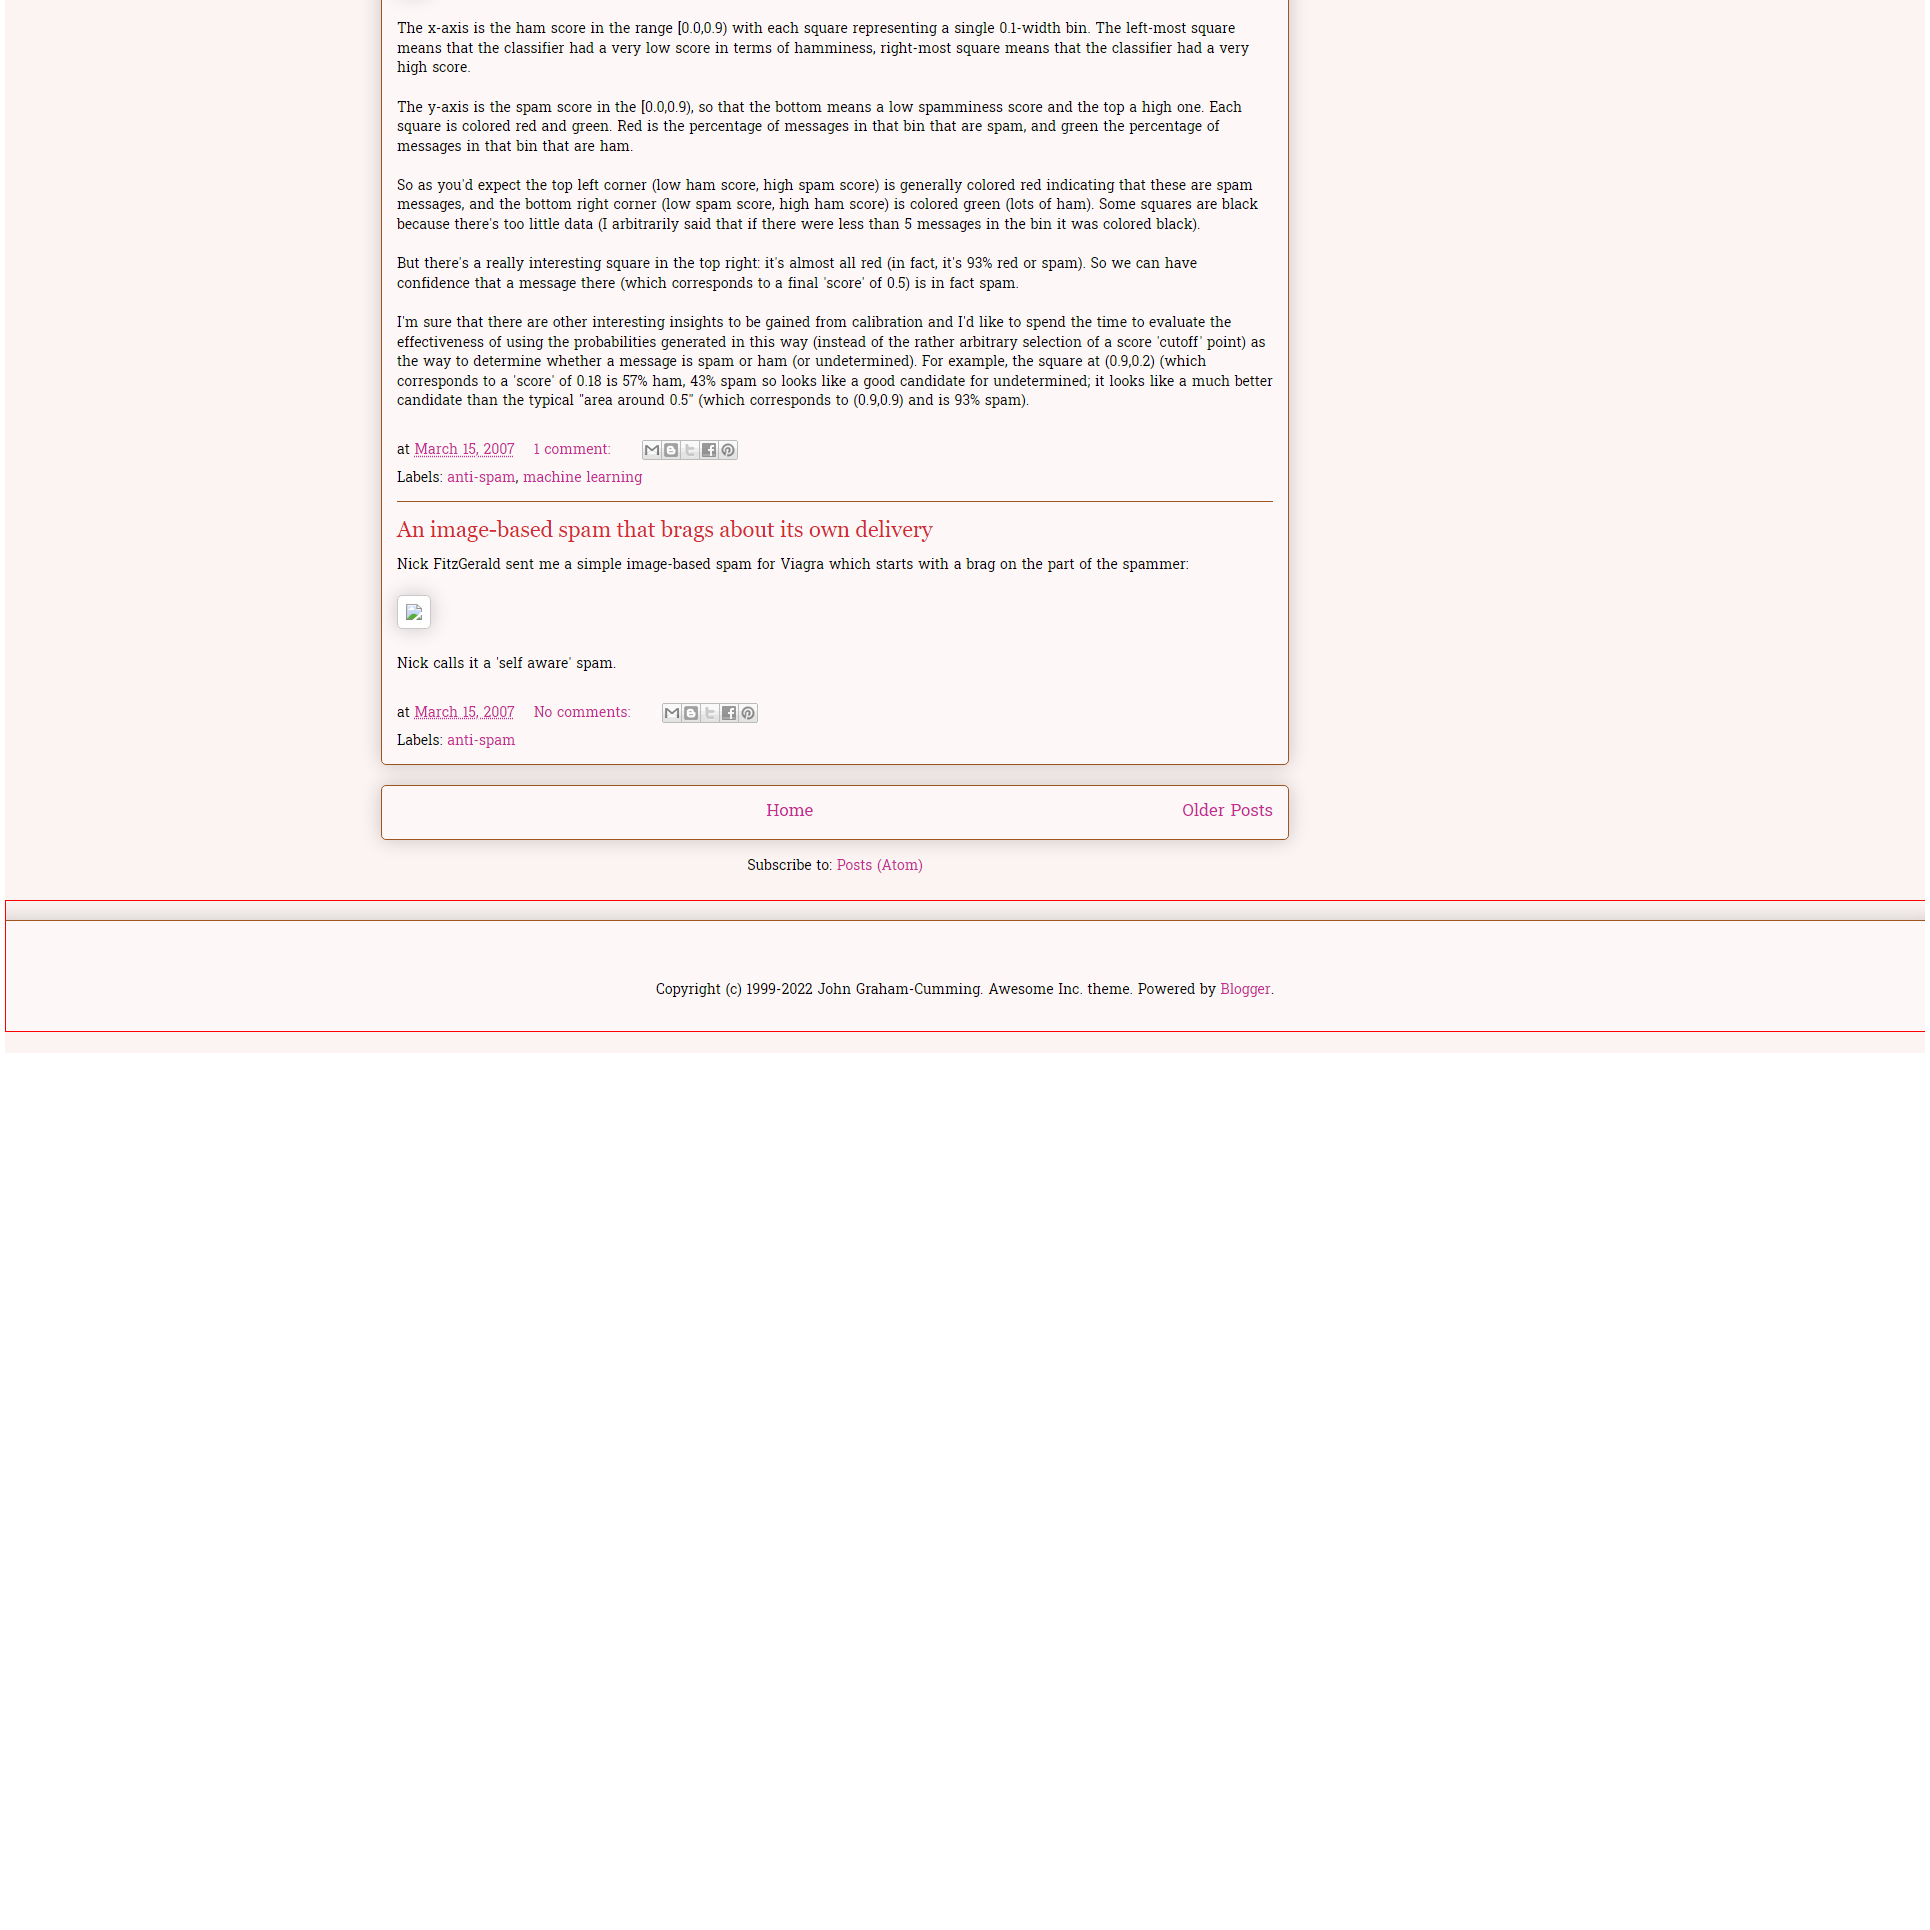 The x-axis is the ham score in the range [0.0,0.9) with each square representing a single 0.1-width bin. The left-most square
means that the classifier had a very low score in terms of hamminess, right-most square means that the classifier had a very
high score.
The y-axis is the spam score in the [0.0,0.9), so that the bottom means a low spamminess score and the top a high one. Each
square is colored red and green. Red is the percentage of messages in that bin that are spam, and green the percentage of
messages in that bin that are ham.
So as you'd expect the top left corner (low ham score, high spam score) is generally colored red indicating that these are spam
messages, and the bottom right corner (low spam score, high ham score) is colored green (lots of ham). Some squares are black
because there's too little data (I arbitrarily said that if there were less than 5 messages in the bin it was colored black).
But there's a really interesting square in the top right: it's almost all red (in fact, it's 93% red or spam). So we can have
confidence that a message there (which corresponds to a final 'score' of 0.5) is in fact spam.
I'm sure that there are other interesting insights to be gained from calibration and I'd like to spend the time to evaluate the
effectiveness of using the probabilities generated in this way (instead of the rather arbitrary selection of a score 'cutoff' point) as
the way to determine whether a message is spam or ham (or undetermined). For example, the square at (0.9,0.2) (which
corresponds to a 'score' of 0.18 is 57% ham, 43% spam so looks like a good candidate for undetermined; it looks like a much better
candidate than the typical "area around 0.5" (which corresponds to (0.9,0.9) and is 93% spam).
at March 15, 2007 1 comment:
Labels: anti-spam, machine learning
An image-based spam that brags about its own delivery
Nick FitzGerald sent me a simple image-based spam for Viagra which starts with a brag on the part of the spammer:
Nick calls it a 'self aware' spam.
at March 15, 2007 No comments:
Labels: anti-spam
Home Older Posts
Subscribe to: Posts (Atom)
Copyright (c) 1999-2022 John Graham-Cumming. Awesome Inc. theme. Powered by Blogger.